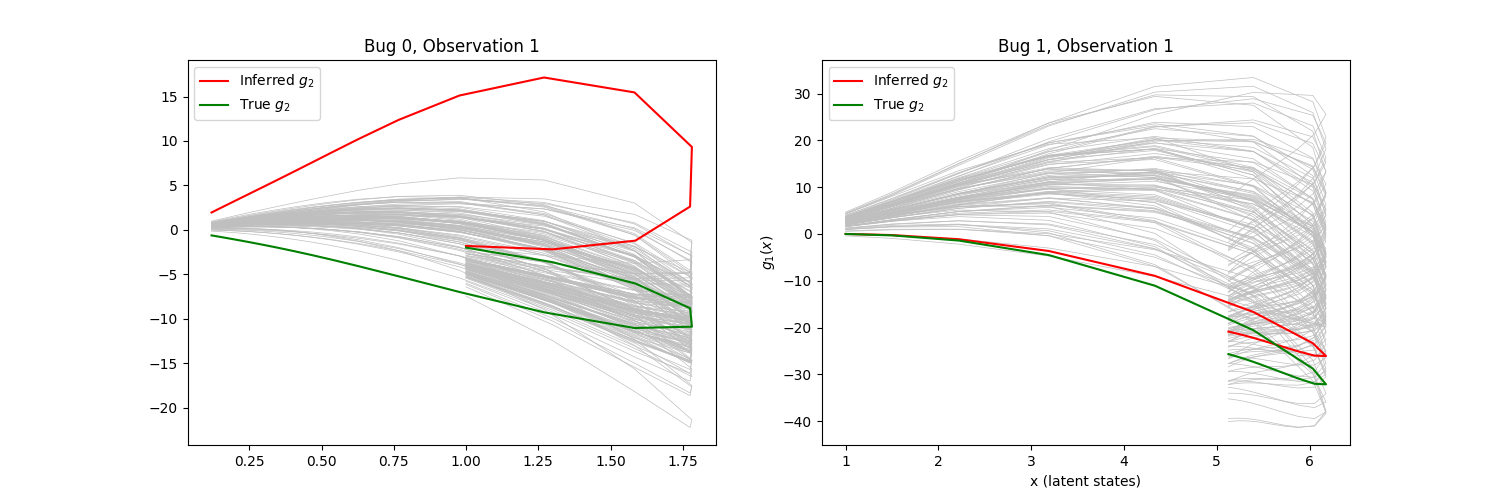 Bug 0, Observation 1
Inferred g₂
True g₂
15
10
5
0
−5
−10
−15
−20
0.25 0.50 0.75 1.00 1.25 1.50 1.75
Bug 1, Observation 1
Inferred g₂
True g₂
g₁(x)
30
20
10
0
−10
−20
−30
−40
1 2 3 4 5 6
x (latent states)